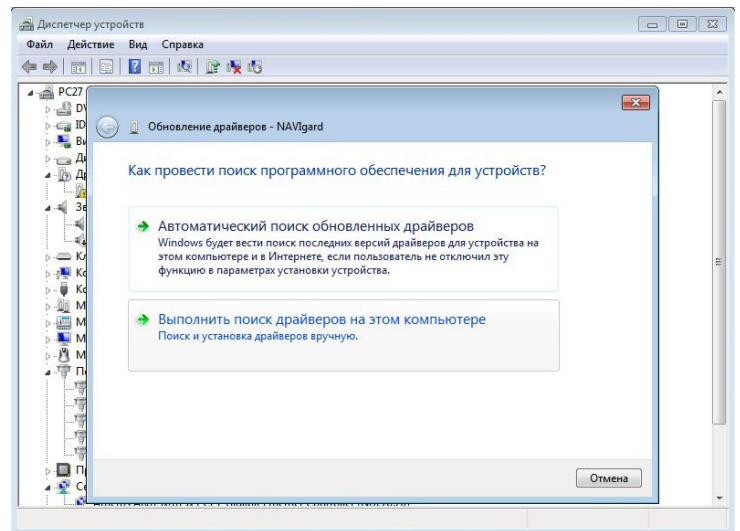 Диспетчер устройств
Файл Действие Вид Справка
PC27
Обновление драйверов - NAVIgard
Как провести поиск программного обеспечения для устройств?
Автоматический поиск обновленных драйверов
Windows будет вести поиск последних версий драйверов для устройства на
этом компьютере и в Интернете, если пользователь не отключил эту
функцию в параметрах установки устройства.
Выполнить поиск драйверов на этом компьютере
Поиск и установка драйверов вручную.
Отмена